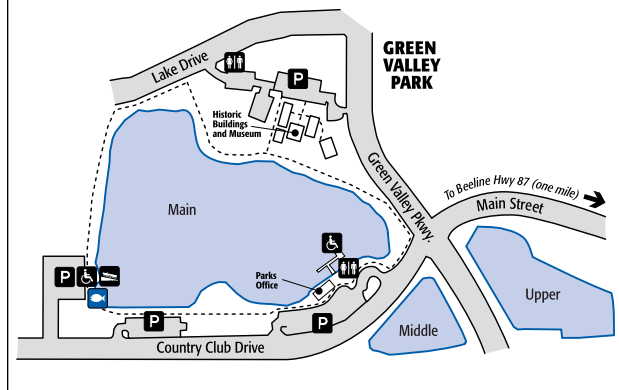 GREEN
VALLEY
PARK
Lake Drive
P
Historic
Buildings
and Museum
Green Valley Pkwy.
To Beeline Hwy 87 (one mile)
Main Street
Main
Parks
Office
P
P
P
Upper
Middle
Country Club Drive